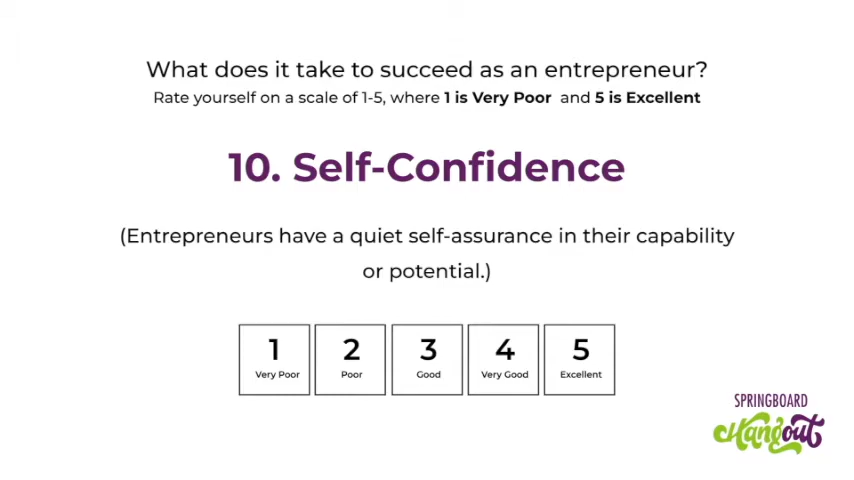 What does it take to succeed as an entrepreneur?
Rate yourself on a scale of 1-5, where 1 is Very Poor and 5 is Excellent
10. Self-Confidence
(Entrepreneurs have a quiet self-assurance in their capability
or potential.)
1 2 3 4 5
Very Poor Poor Good Very Good Excellent
SPRINGBOARD
Hangout